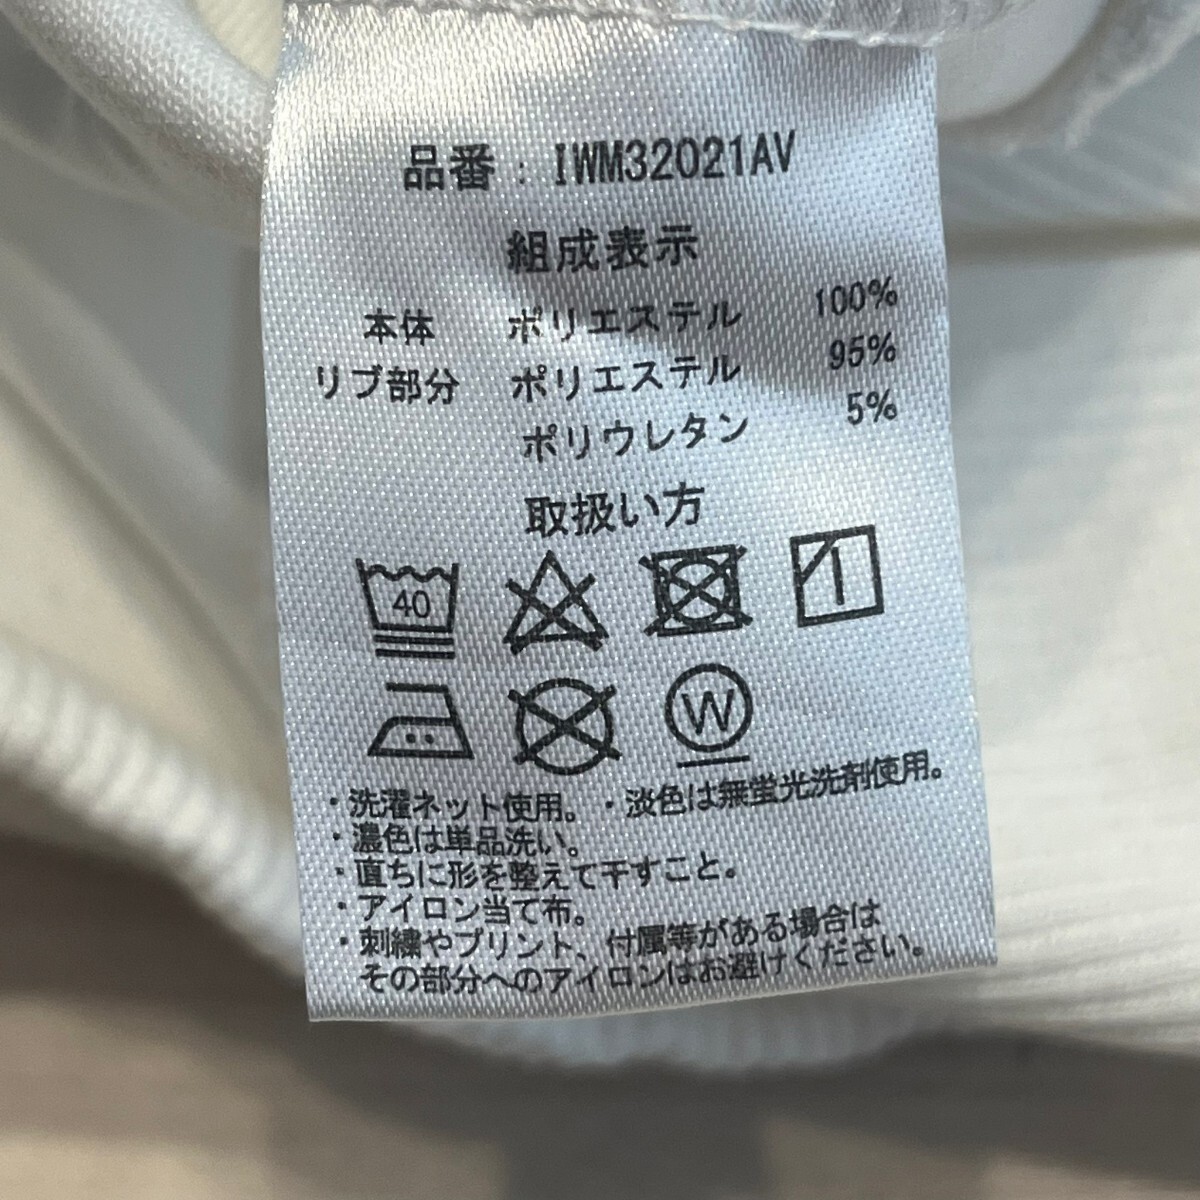 品番：IWM32021AV
組成表示
本体 ポリエステル 100%
リブ部分 ポリエステル 95%
ポリウレタン 5%
取扱い方
40
W
・洗濯ネット使用。・淡色は無蛍光洗剤使用。
・濃色は単品洗い。
・直ちに形を整えて干すこと。
・アイロン当て布。
・刺繍やプリント、付属等がある場合は
その部分へのアイロンはお避けください。